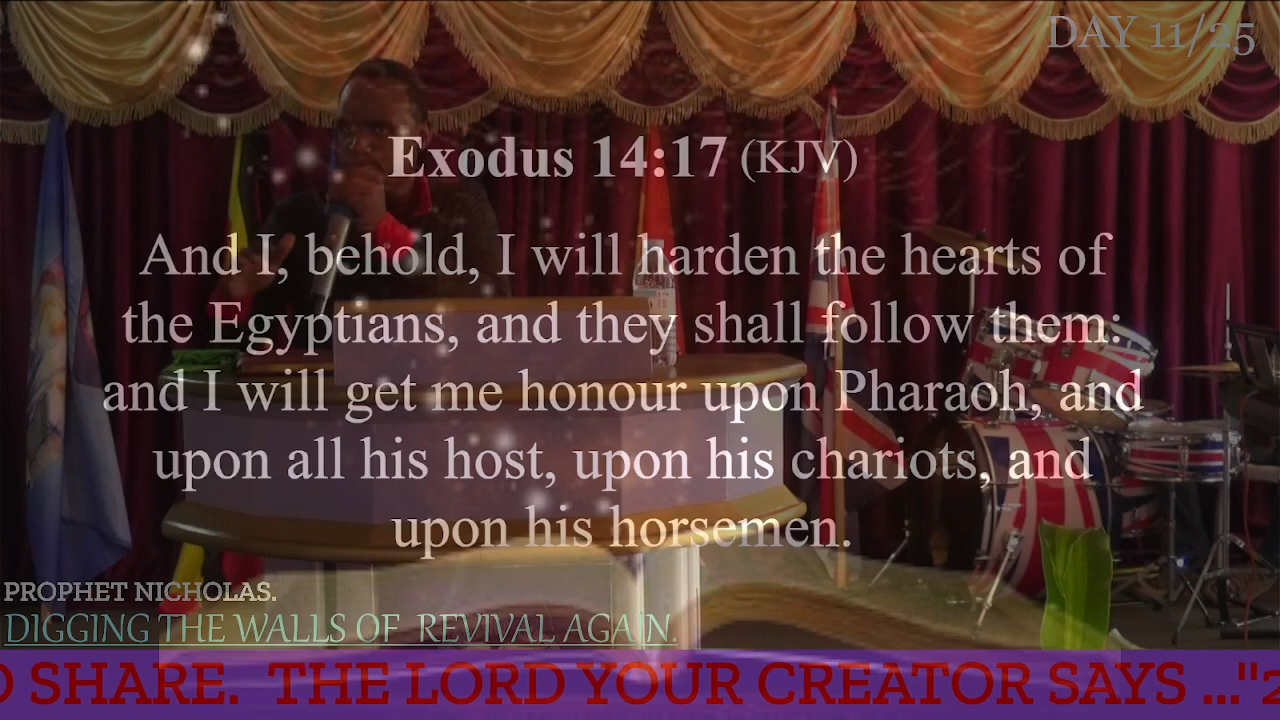 DAY 11/25
Exodus 14:17 (KJV)
And I, behold, I will harden the hearts of
the Egyptians, and they shall follow them:
and I will get me honour upon Pharaoh, and
upon all his host, upon his chariots, and
upon his horsemen.
PROPHET NICHOLAS.
DIGGING THE WALLS OF REVIVAL AGAIN.
SHARE. THE LORD YOUR CREATOR SAYS ..."2